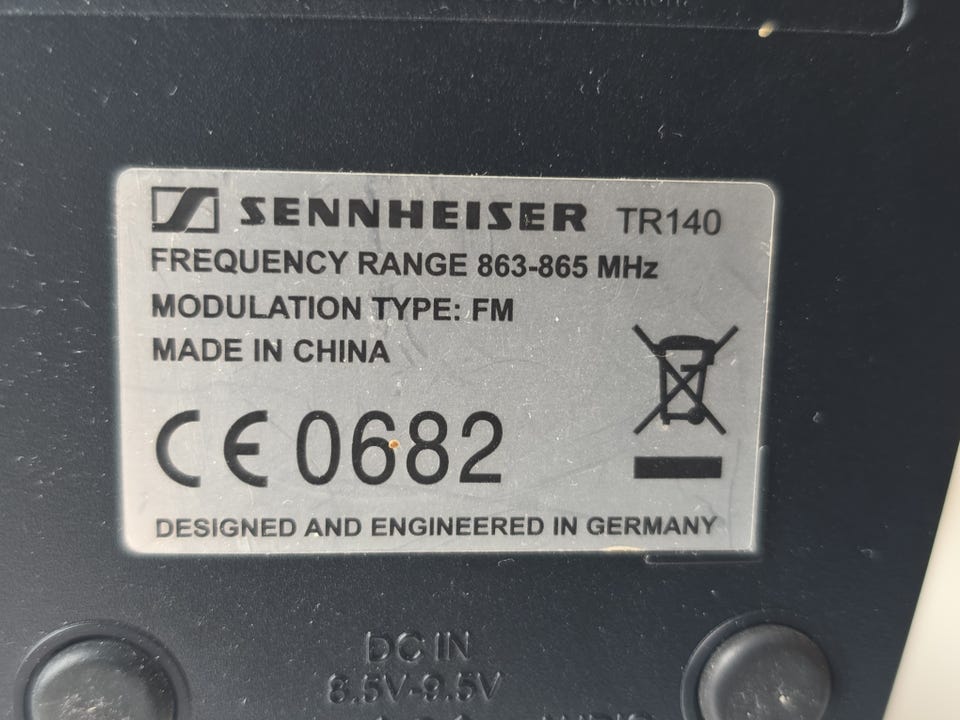 SENNHEISER TR140
FREQUENCY RANGE 863-865 MHz
MODULATION TYPE: FM
MADE IN CHINA
CE 0682
DESIGNED AND ENGINEERED IN GERMANY
DC IN
8.5V-9.5V